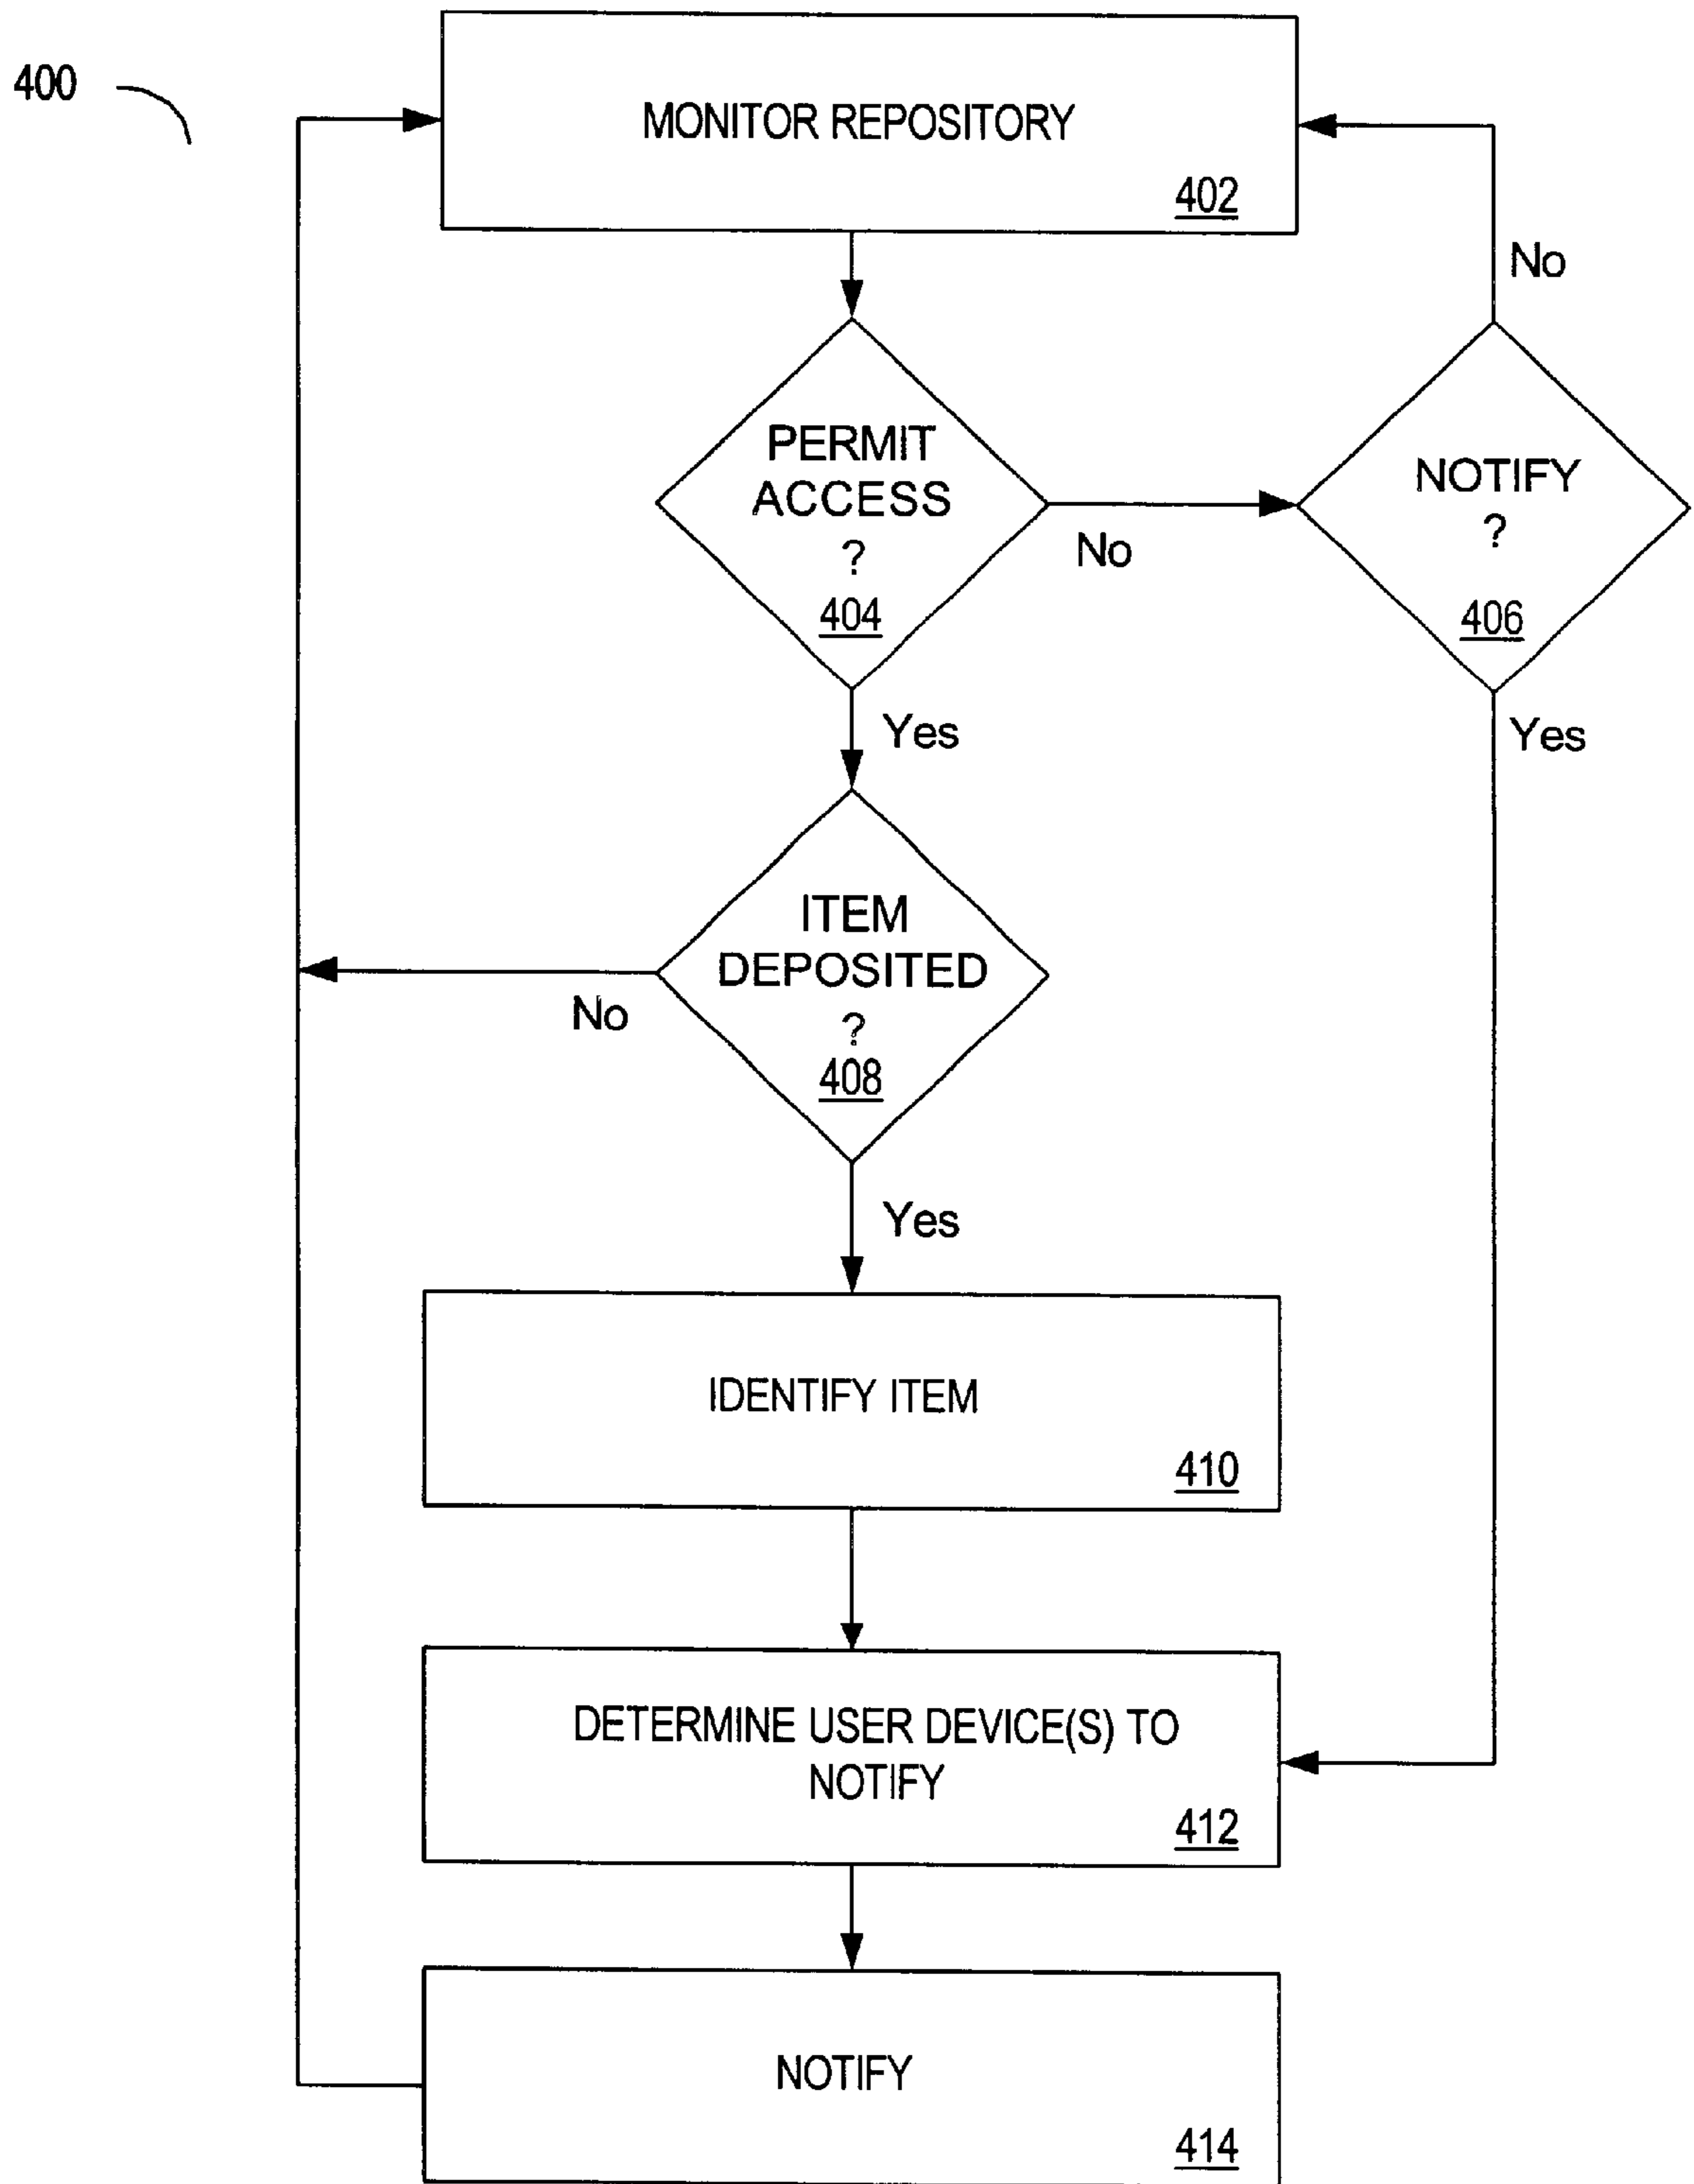 400
MONITOR REPOSITORY
402
No
PERMIT
ACCESS
?
404
No
NOTIFY
?
406
Yes
Yes
ITEM
DEPOSITED
?
408
No
Yes
IDENTIFY ITEM
410
DETERMINE USER DEVICE(S) TO
NOTIFY
412
NOTIFY
414